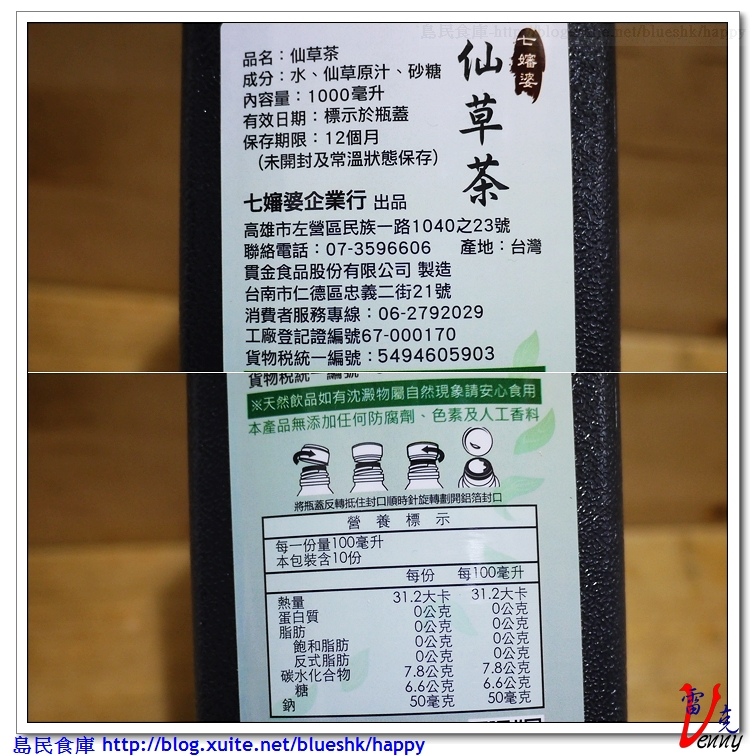 島民食庫-http://blog.xuite.net/blueshk/happy
七嬸婆
仙草茶
品名：仙草茶
成分：水、仙草原汁、砂糖
內容量：1000毫升
有效日期：標示於瓶蓋
保存期限：12個月
（未開封及常溫狀態保存）
七嬸婆企業行 出品
高雄市左營區民族一路1040之23號
聯絡電話：07-3596606 產地：台灣
貫金食品股份有限公司 製造
台南市仁德區忠義二街21號
消費者服務專線：06-2792029
工廠登記證編號67-000170
貨物稅統一編號：5494605903
貨物稅統一編號
※天然飲品如有沈澱物屬自然現象請安心食用
本產品無添加任何防腐劑、色素及人工香料
將瓶蓋反轉抵住封口順時針旋轉劃開鋁箔封口
營養標示
每一份量100毫升
本包裝含10份
每份 每100毫升
熱量 31.2大卡 31.2大卡
蛋白質 0公克 0公克
脂肪 0公克 0公克
飽和脂肪 0公克 0公克
反式脂肪 0公克 0公克
碳水化合物 7.8公克 7.8公克
糖 6.6公克 6.6公克
鈉 50毫克 50毫克
雷克
Venny
島民食庫 http://blog.xuite.net/blueshk/happy